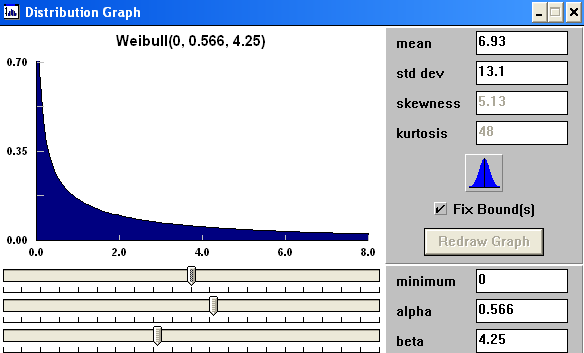 Distribution Graph
Weibull(0, 0.566, 4.25)
0.70
0.35
0.00
0.0 2.0 4.0 6.0 8.0
mean 6.93
std dev 13.1
skewness 5.13
kurtosis 48
Fix Bound(s)
Redraw Graph
minimum 0
alpha 0.566
beta 4.25